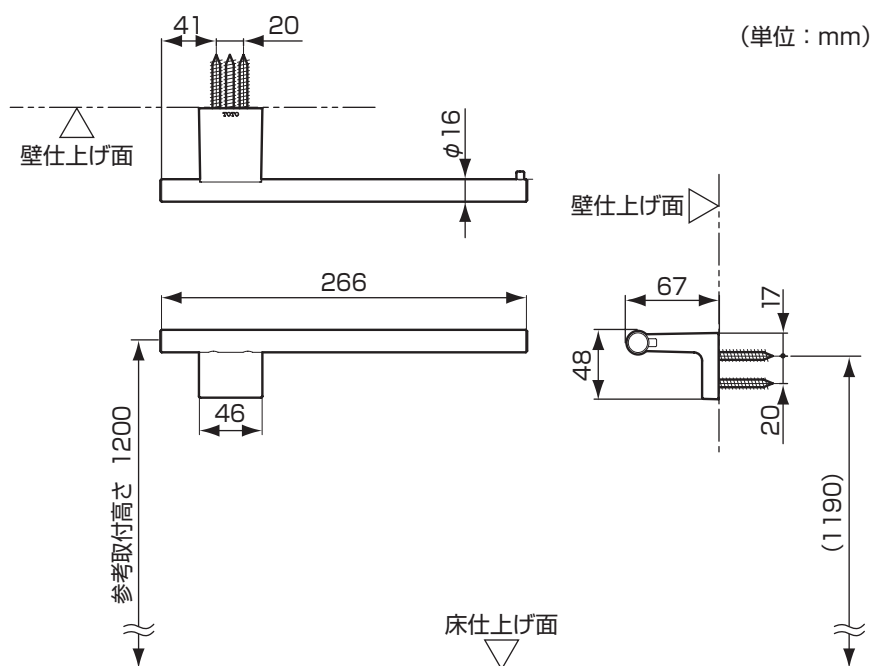 41
20
(単位：mm)
TOTO
壁仕上げ面
φ16
壁仕上げ面
266
67
17
48
46
20
参考取付高さ 1200
(1190)
床仕上げ面